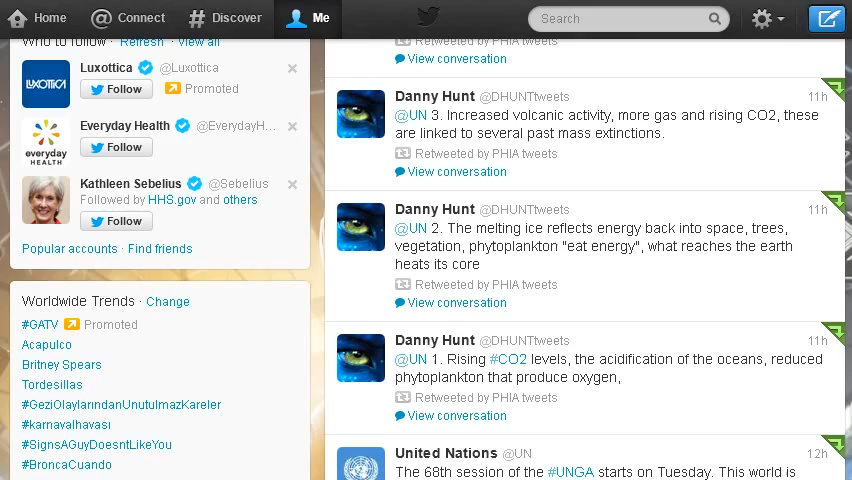 Home
Connect
Discover
Me
Search
Who to follow · Refresh · View all
LUXOTTICA
Luxottica @Luxottica
Follow
Promoted
everyday
HEALTH
Everyday Health @EverydayH...
Follow
Kathleen Sebelius @Sebelius
Followed by HHS.gov and others
Follow
Popular accounts · Find friends
Worldwide Trends · Change
#GATV Promoted
Acapulco
Britney Spears
Tordesillas
#GeziOlaylarındanUnutulmazKareler
#karnavalhavası
#SignsAGuyDoesntLikeYou
#BroncaCuando
Retweeted by PHIA tweets
View conversation
Danny Hunt @DHUNTtweets 11h
@UN 3. Increased volcanic activity, more gas and rising CO2, these
are linked to several past mass extinctions.
Retweeted by PHIA tweets
View conversation
Danny Hunt @DHUNTtweets 11h
@UN 2. The melting ice reflects energy back into space, trees,
vegetation, phytoplankton "eat energy", what reaches the earth
heats its core
Retweeted by PHIA tweets
View conversation
Danny Hunt @DHUNTtweets 11h
@UN 1. Rising #CO2 levels, the acidification of the oceans, reduced
phytoplankton that produce oxygen,
Retweeted by PHIA tweets
View conversation
United Nations @UN 12h
The 68th session of the #UNGA starts on Tuesday. This world is